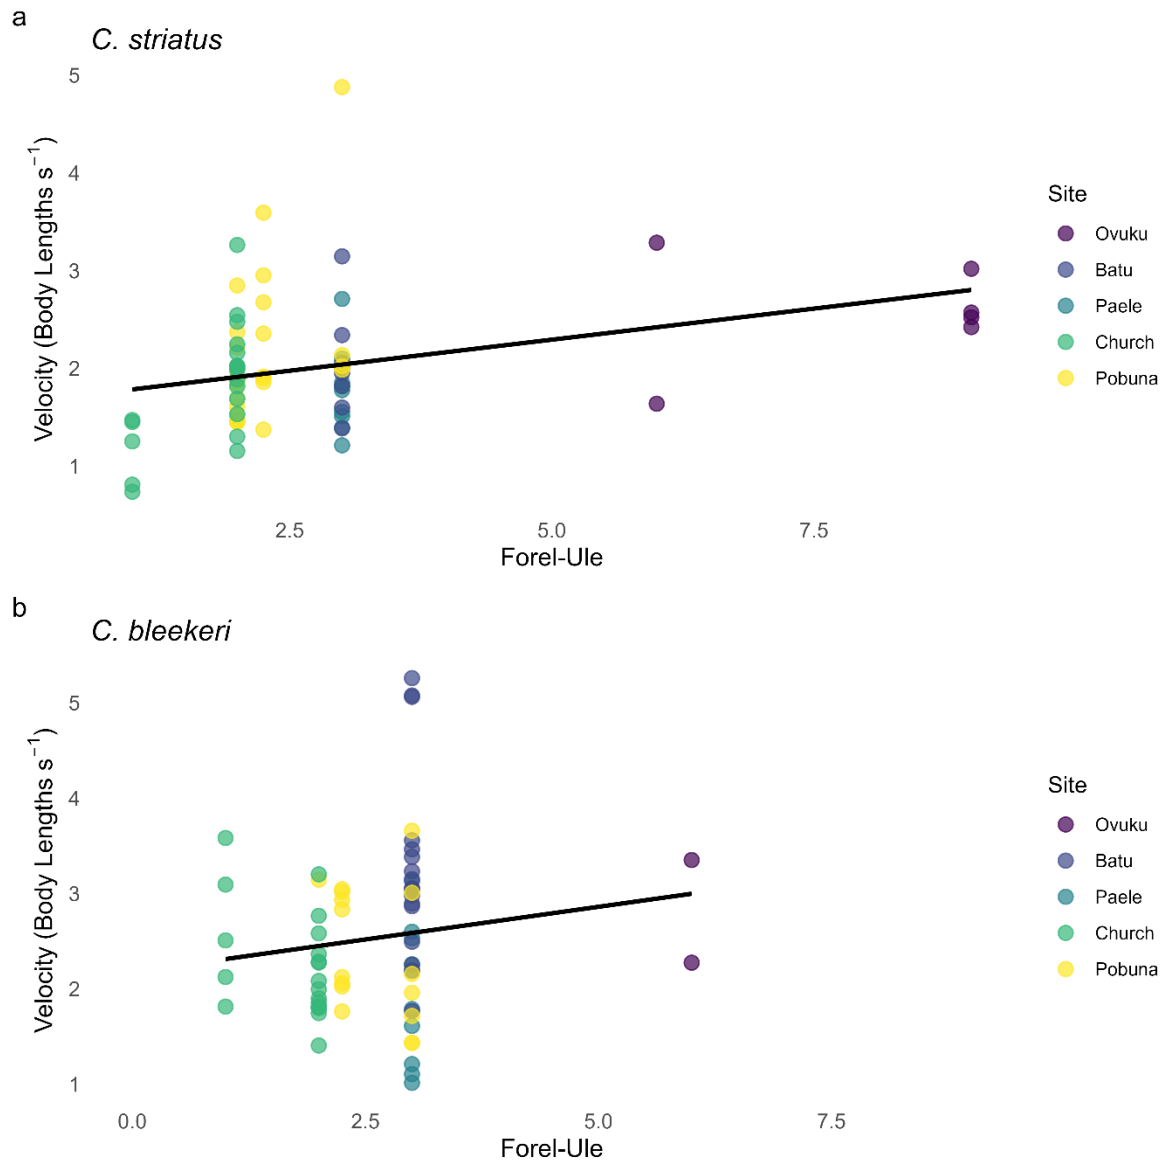 a
C. striatus
5
4
3
2
1
Velocity (Body Lengths s⁻¹)
2.5 5.0 7.5
Forel-Ule
Site
Ovuku
Batu
Paele
Church
Pobuna
b
C. bleekeri
5
4
3
2
1
Velocity (Body Lengths s⁻¹)
0.0 2.5 5.0 7.5
Forel-Ule
Site
Ovuku
Batu
Paele
Church
Pobuna